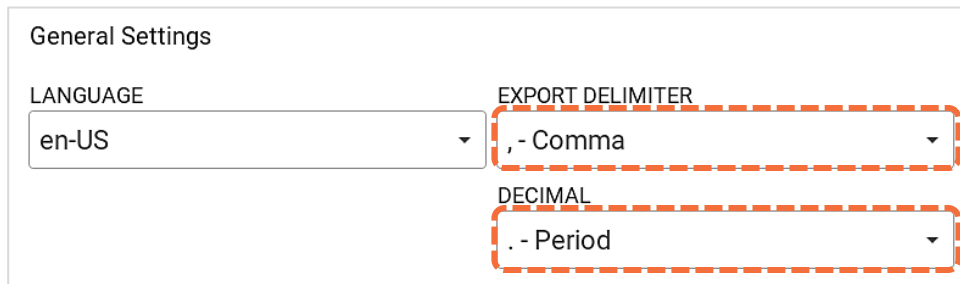 General Settings
LANGUAGE
en-US
EXPORT DELIMITER
, - Comma
DECIMAL
. - Period